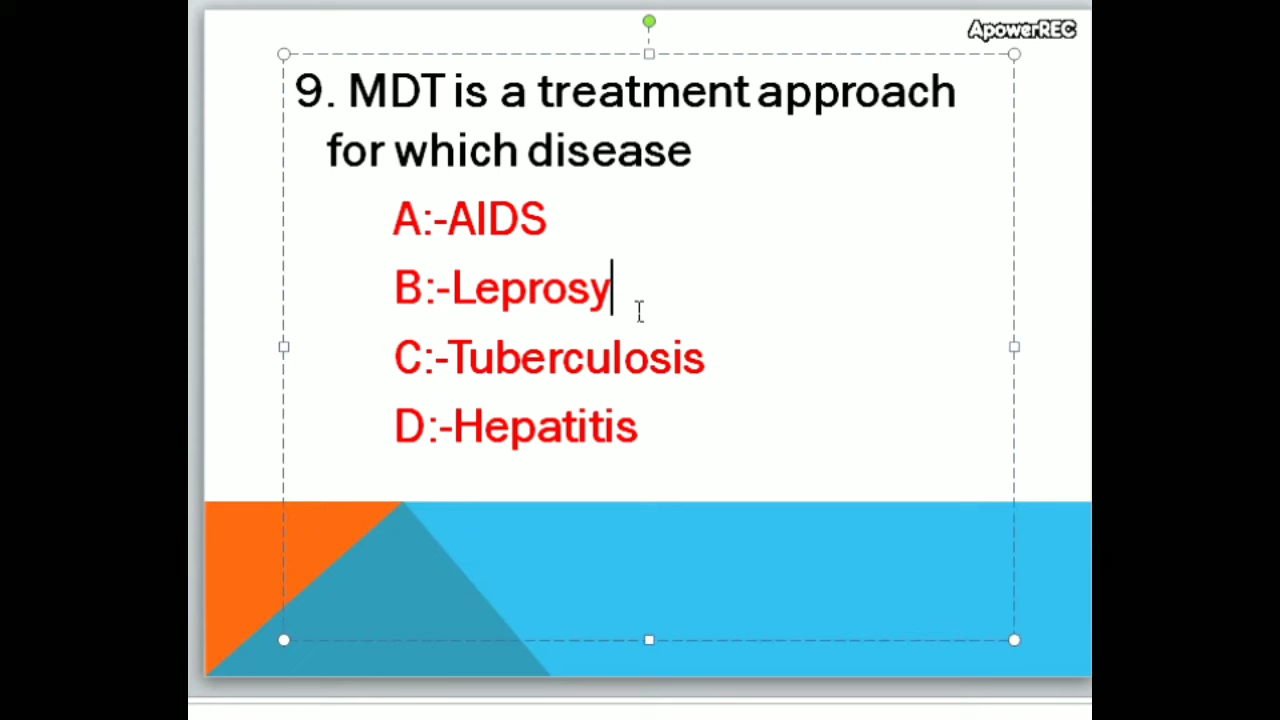 ApowerREC
9. MDT is a treatment approach
for which disease
A:-AIDS
B:-Leprosy
C:-Tuberculosis
D:-Hepatitis